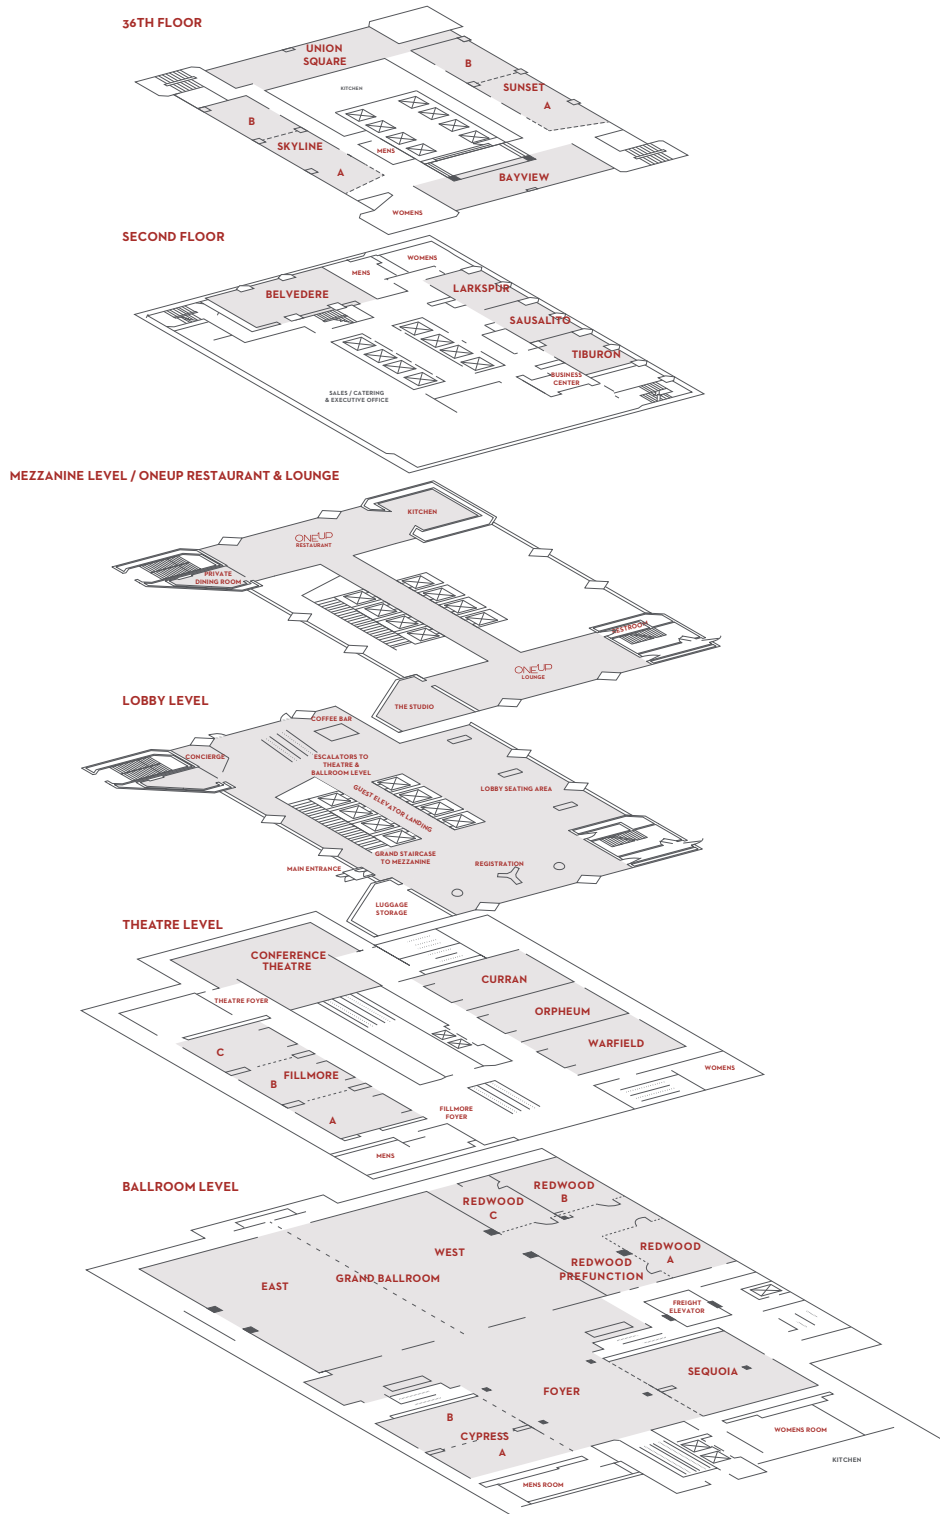 36TH FLOOR
UNION
SQUARE
B
KITCHEN
SUNSET
A
B
SKYLINE
MENS
A
BAYVIEW
WOMENS
SECOND FLOOR
WOMENS
MENS
LARKSPUR
BELVEDERE
SAUSALITO
TIBURON
BUSINESS
CENTER
SALES / CATERING
& EXECUTIVE OFFICE
MEZZANINE LEVEL / ONEUP RESTAURANT & LOUNGE
KITCHEN
ONEUP
RESTAURANT
PRIVATE
DINING ROOM
RESTROOM
ONEUP
LOUNGE
THE STUDIO
LOBBY LEVEL
COFFEE BAR
CONCIERGE
ESCALATORS TO
THEATRE &
BALLROOM LEVEL
LOBBY SEATING AREA
GUEST ELEVATOR LANDING
GRAND STAIRCASE
TO MEZZANINE
MAIN ENTRANCE
REGISTRATION
LUGGAGE
STORAGE
THEATRE LEVEL
CONFERENCE
THEATRE
CURRAN
THEATRE FOYER
ORPHEUM
WARFIELD
C
FILLMORE
B
WOMENS
A
FILLMORE
FOYER
MENS
BALLROOM LEVEL
REDWOOD
B
REDWOOD
C
WEST
REDWOOD
A
REDWOOD
PREFUNCTION
EAST
GRAND BALLROOM
FREIGHT
ELEVATOR
SEQUOIA
FOYER
B
CYPRESS
A
WOMENS ROOM
KITCHEN
MENS ROOM